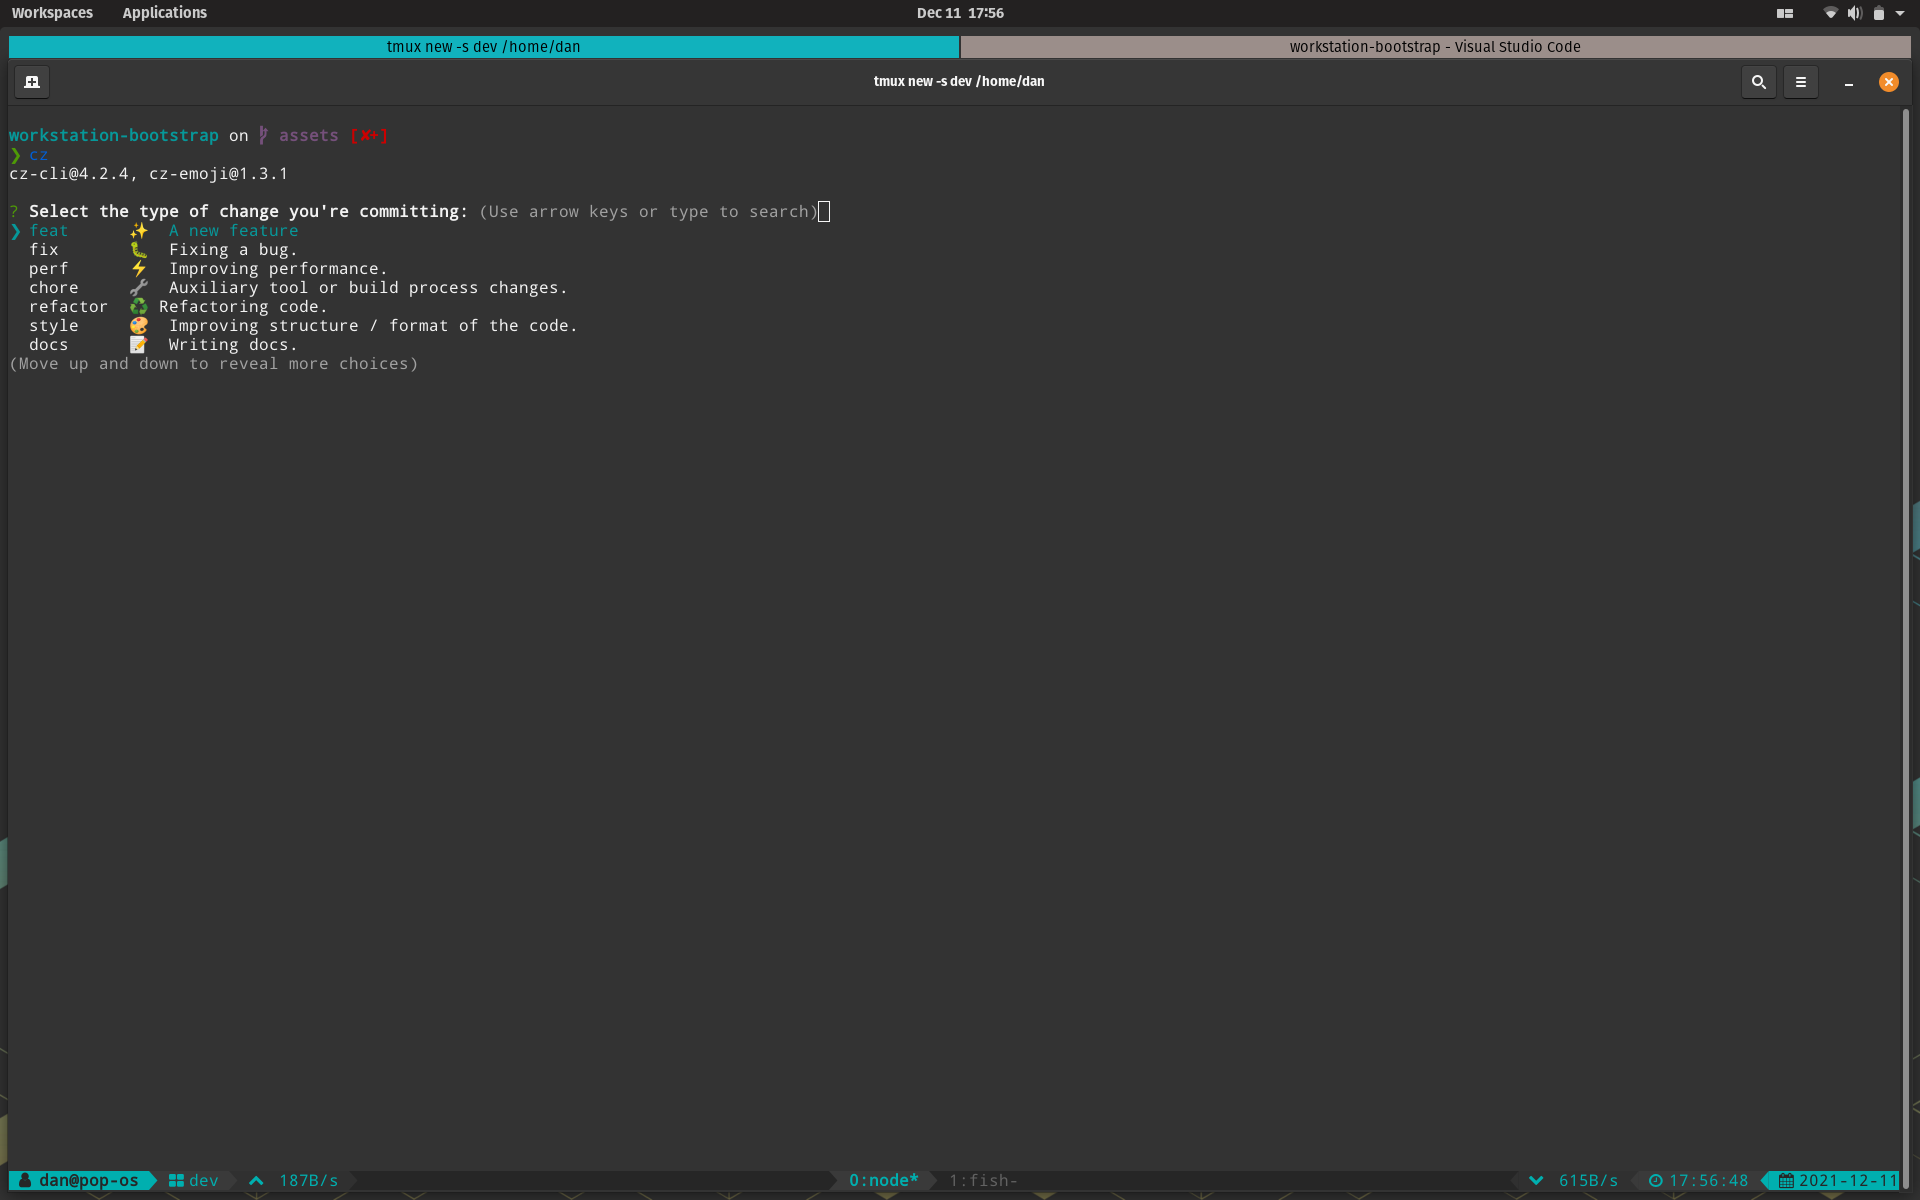 Workspaces Applications Dec 11 17:56
tmux new -s dev /home/dan workstation-bootstrap - Visual Studio Code
tmux new -s dev /home/dan
workstation-bootstrap on assets [✘+]
❯ cz
cz-cli@4.2.4, cz-emoji@1.3.1
? Select the type of change you're committing: (Use arrow keys or type to search)
❯ feat ✨ A new feature
fix 🐛 Fixing a bug.
perf ⚡ Improving performance.
chore 🔧 Auxiliary tool or build process changes.
refactor ♻ Refactoring code.
style 🎨 Improving structure / format of the code.
docs 📝 Writing docs.
(Move up and down to reveal more choices)
dan@pop-os dev 187B/s 0:node* 1:fish- 615B/s 17:56:48 2021-12-11